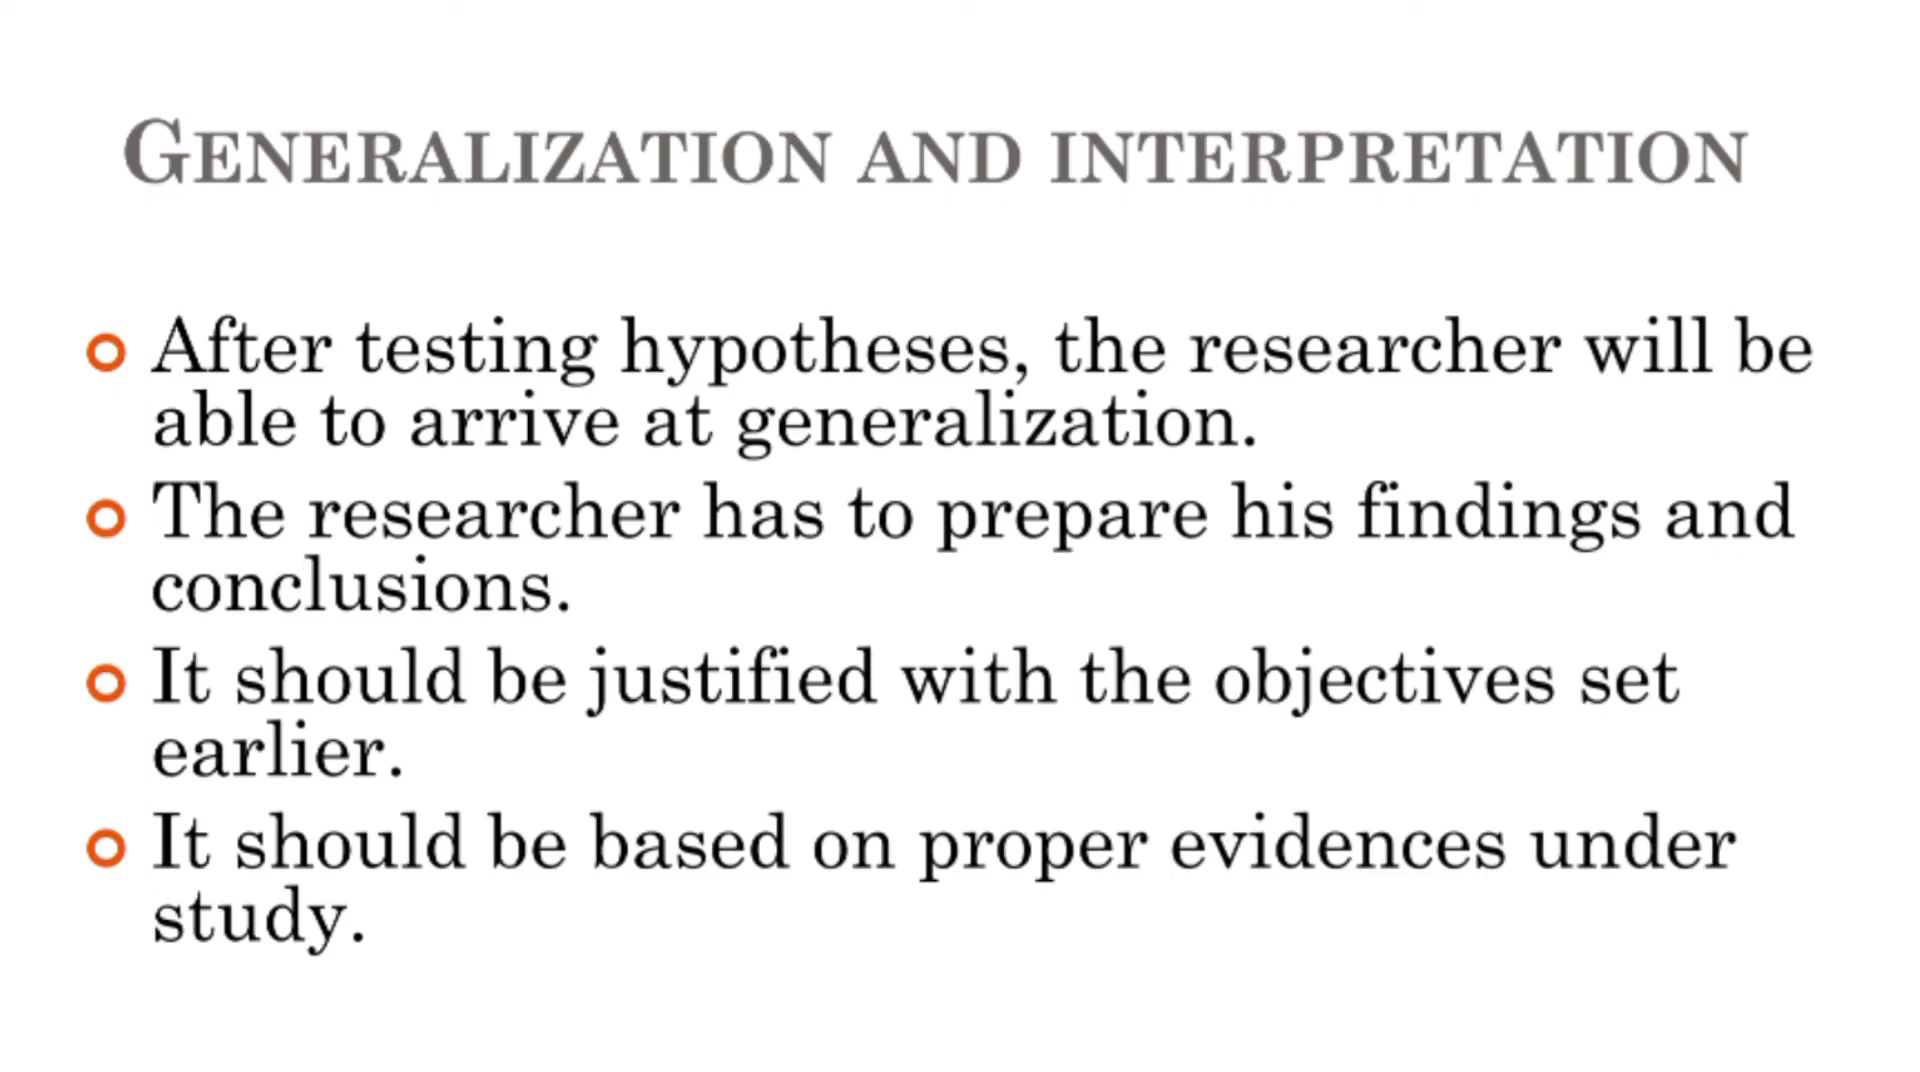 Generalization and interpretation
After testing hypotheses, the researcher will be
able to arrive at generalization.
The researcher has to prepare his findings and
conclusions.
It should be justified with the objectives set
earlier.
It should be based on proper evidences under
study.